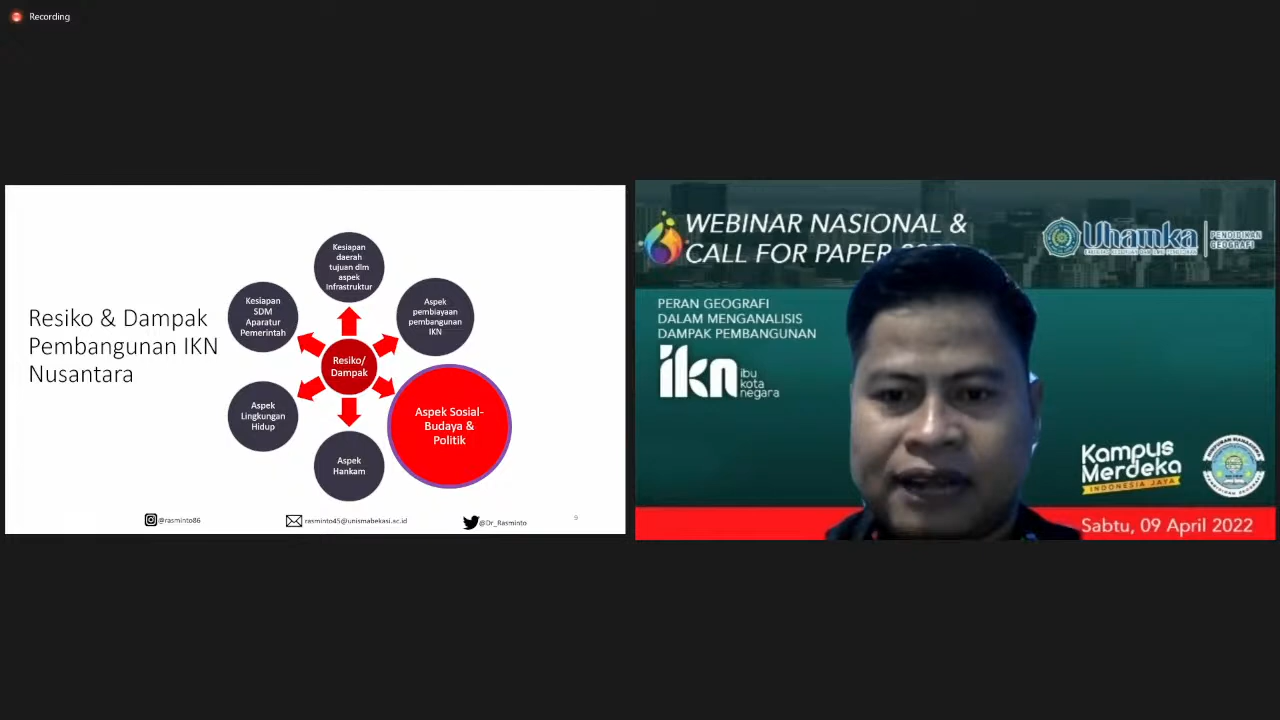 Recording
Resiko & Dampak
Pembangunan IKN
Nusantara
Kesiapan
daerah
tujuan dlm
aspek
Infrastruktur
Aspek
pembiayaan
pembangunan
IKN
Aspek Sosial-
Budaya &
Politik
Aspek
Hankam
Aspek
Lingkungan
Hidup
Kesiapan
SDM
Aparatur
Pemerintah
Resiko/
Dampak
@rasminto86
rasminto45@unismabekasi.ac.id
@Dr_Rasminto
9
WEBINAR NASIONAL &
CALL FOR PAPER
Uhamka
PENDIDIKAN
GEOGRAFI
PERAN GEOGRAFI
DALAM MENGANALISIS
DAMPAK PEMBANGUNAN
ikn
ibu
kota
negara
Kampus
Merdeka
INDONESIA JAYA
Sabtu, 09 April 2022